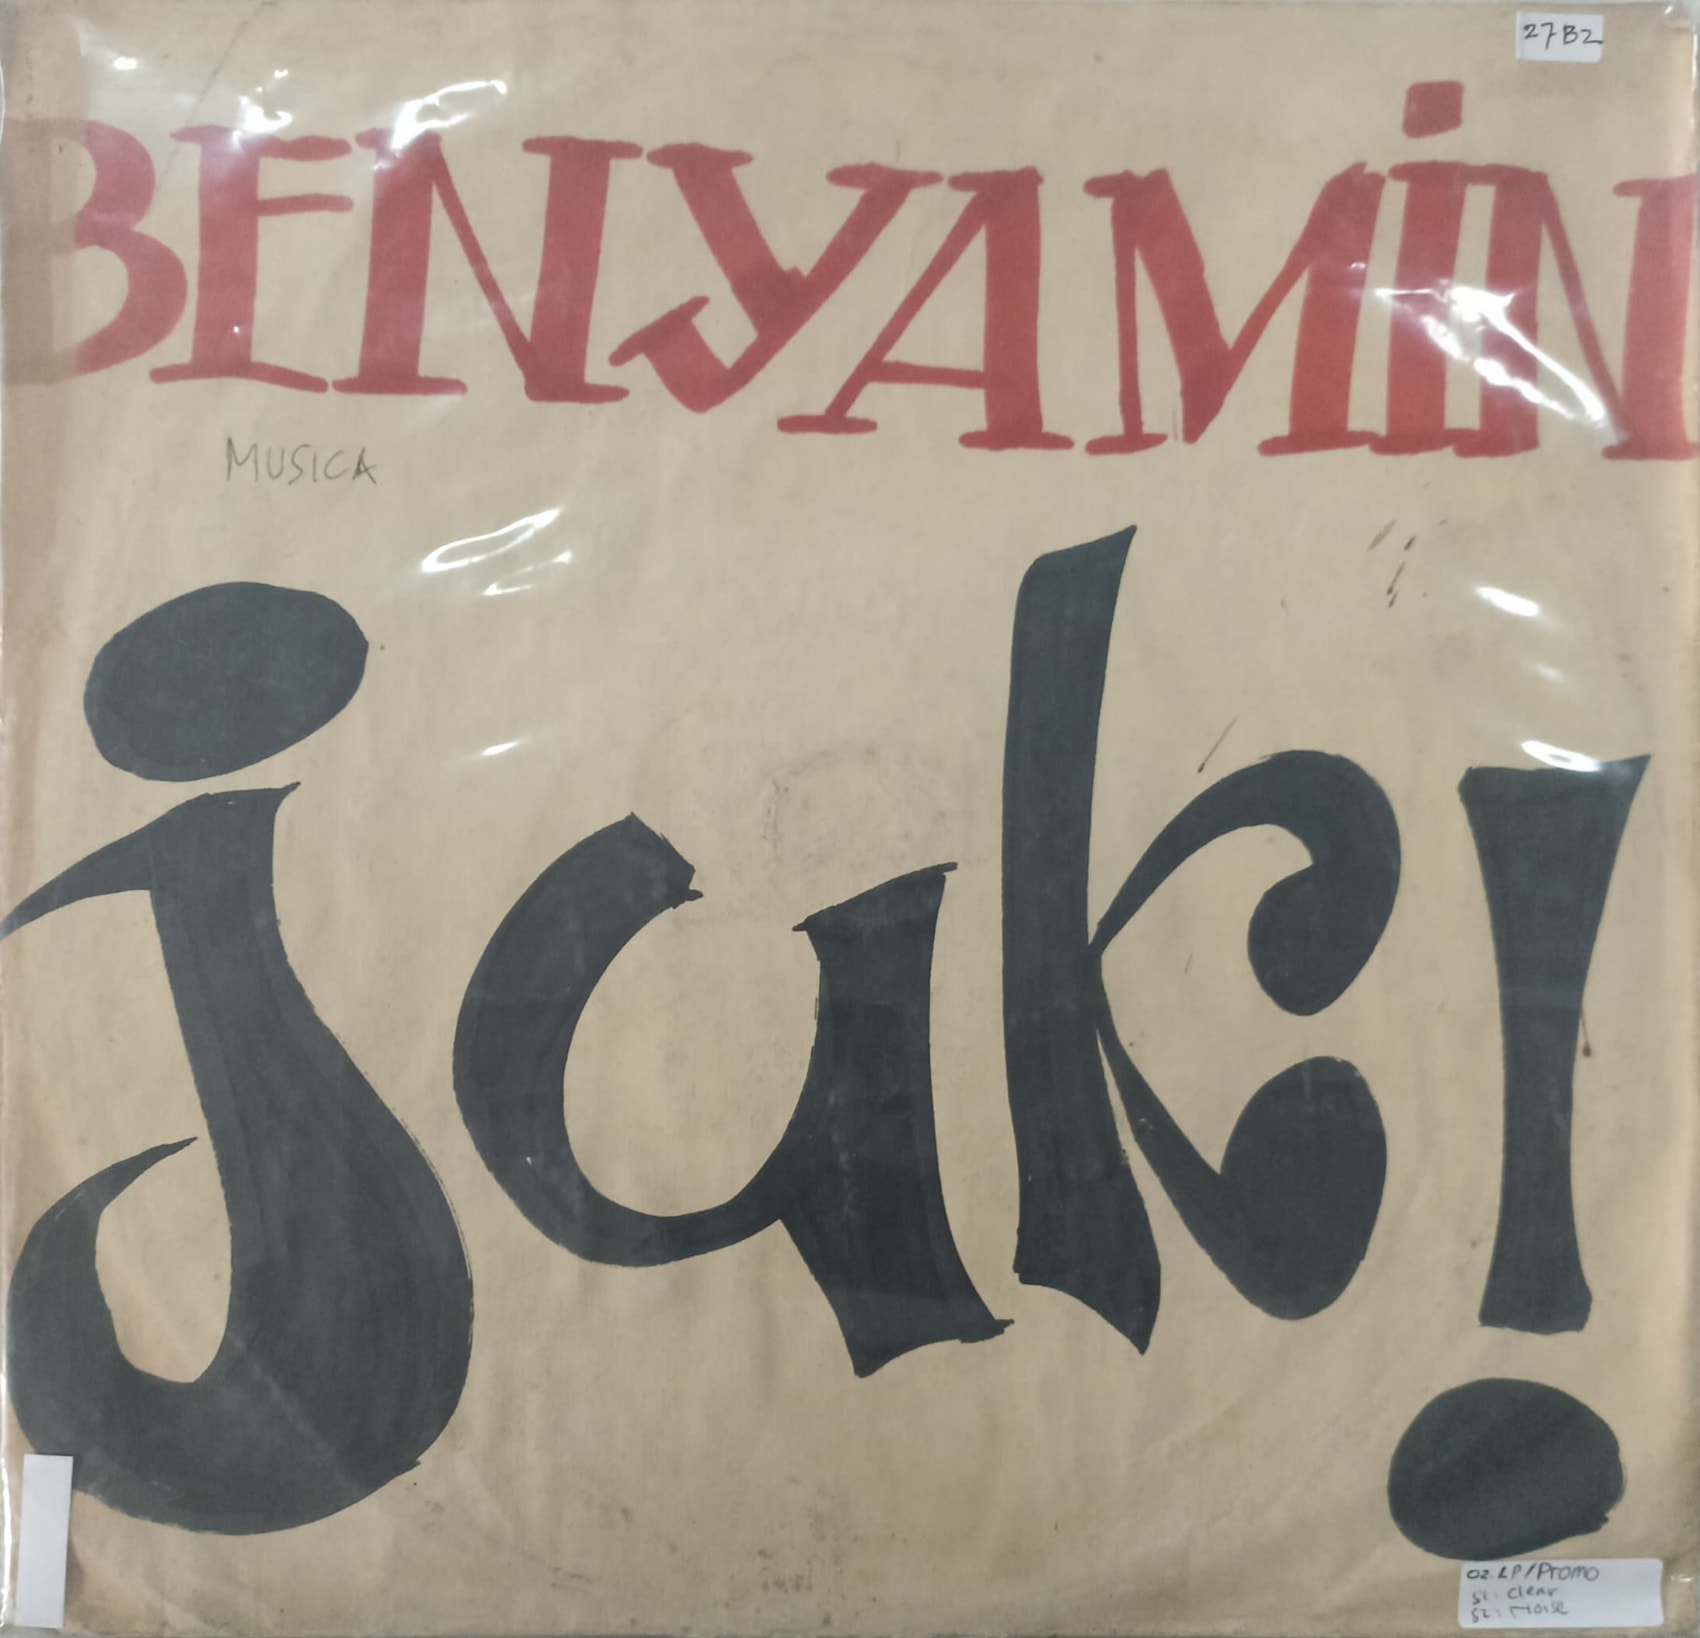 27B2
BENYAMIN
MUSICA
jak!
02.LP/Promo
S1: Clear
S2: Noise